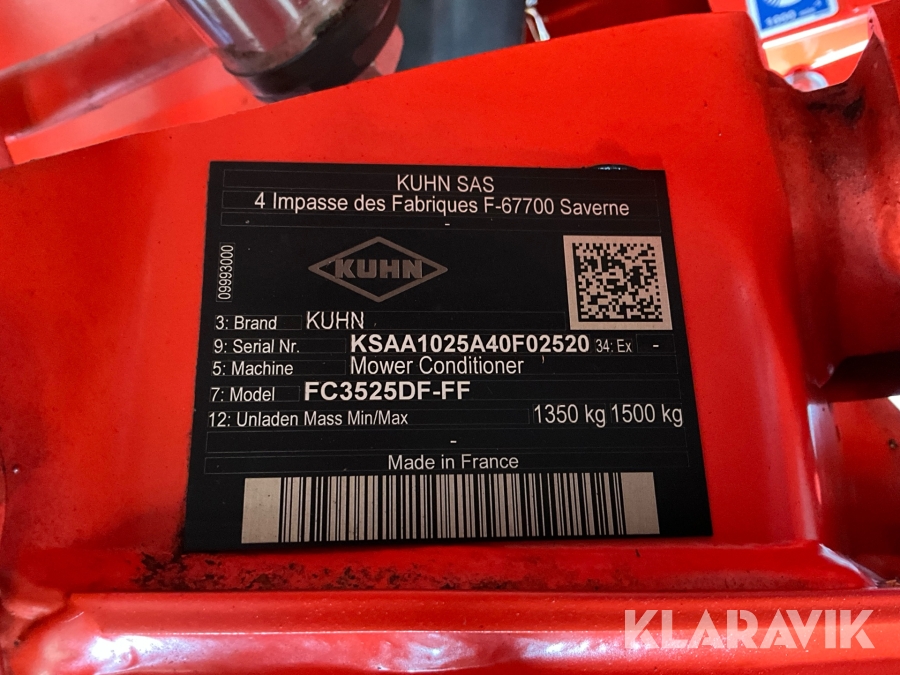 1000 min
KUHN SAS
4 Impasse des Fabriques F-67700 Saverne
-
09993000
KUHN
3: Brand KUHN
9: Serial Nr. KSAA1025A40F02520 34: Ex -
5: Machine Mower Conditioner
7: Model FC3525DF-FF
12: Unladen Mass Min/Max 1350 kg 1500 kg
-
Made in France
KLARAVIK